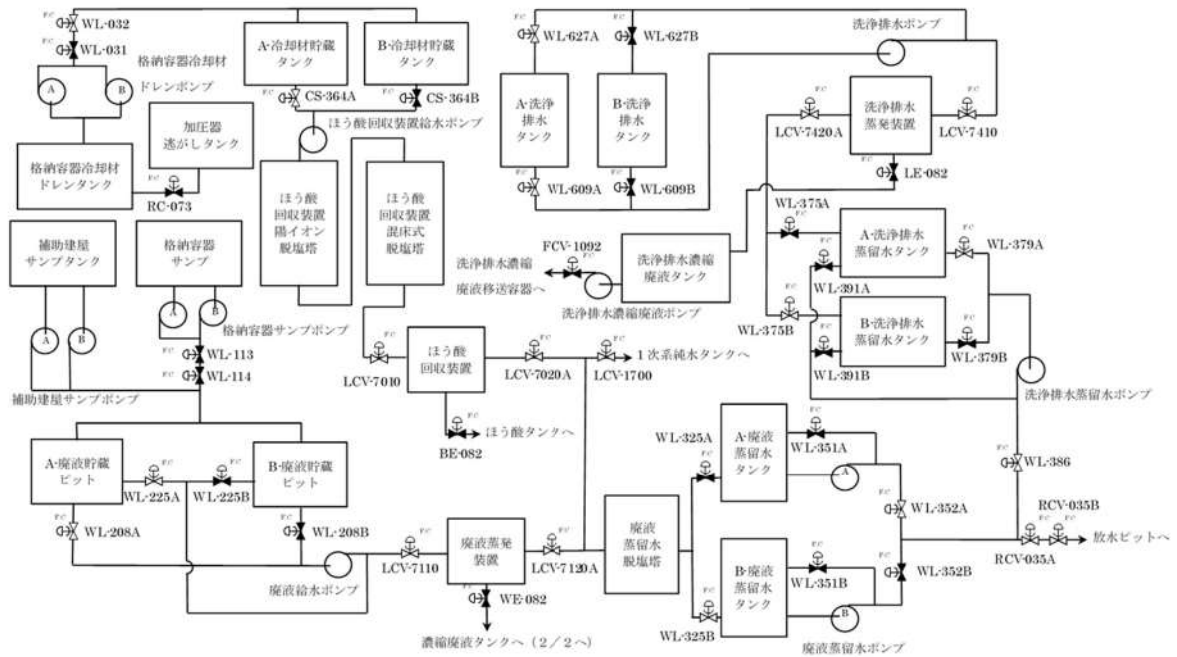 F.C
WL-032
F.C
WL-031
格納容器冷却材
ドレンポンプ
A
B
格納容器冷却材
ドレンタンク
加圧器
逃がしタンク
F.C
RC-073
A-冷却材貯蔵
タンク
B-冷却材貯蔵
タンク
F.C
CS-364A
F.C
CS-364B
ほう酸回収装置給水ポンプ
ほう酸
回収装置
陽イオン
脱塩塔
ほう酸
回収装置
混床式
脱塩塔
F.C
WL-627A
F.C
WL-627B
洗浄排水ポンプ
A-洗浄
排水タ
ンク
B-洗浄
排水タ
ンク
F.C
WL-609A
F.C
WL-609B
F.C
LCV-7420A
洗浄排水
蒸発装置
F.C
LCV-7410
F.C
LE-082
補助建屋
サンプタンク
格納容器
サンプ
A
B
A
B
格納容器サンプポンプ
F.C
WL-113
F.C
WL-114
補助建屋サンプポンプ
FCV-1092
F.C
洗浄排水濃縮
廃液移送容器へ
洗浄排水濃縮
廃液タンク
洗浄排水濃縮廃液ポンプ
WL-375A
F.C
A-洗浄排水
蒸留水タンク
F.C
WL-379A
F.C
WL-391A
F.C
WL-375B
B-洗浄排水
蒸留水タンク
F.C
WL-379B
F.C
WL-391B
洗浄排水蒸留水ポンプ
F.C
LCV-7010
ほう酸
回収装置
F.C
LCV-7020A
F.C
LCV-1700
1次系純水タンクへ
F.C
BE-082
ほう酸タンクへ
A-廃液貯蔵
ピット
F.C
WL-225A
F.C
WL-225B
B-廃液貯蔵
ピット
F.C
WL-208A
F.C
WL-208B
廃液給水ポンプ
F.C
LCV-7110
廃液蒸発
装置
F.C
LCV-7120A
F.C
WE-082
濃縮廃液タンクへ(2/2へ)
廃液
蒸留水
脱塩塔
WL-325A
F.C
A-廃液
蒸留水
タンク
F.C
WL-351A
A
F.C
WL-352A
F.C
WL-325B
B-廃液
蒸留水
タンク
F.C
WL-351B
B
F.C
WL-352B
廃液蒸留水ポンプ
F.C
WL-386
RCV-035B
F.C
F.C
RCV-035A
放水ピットへ